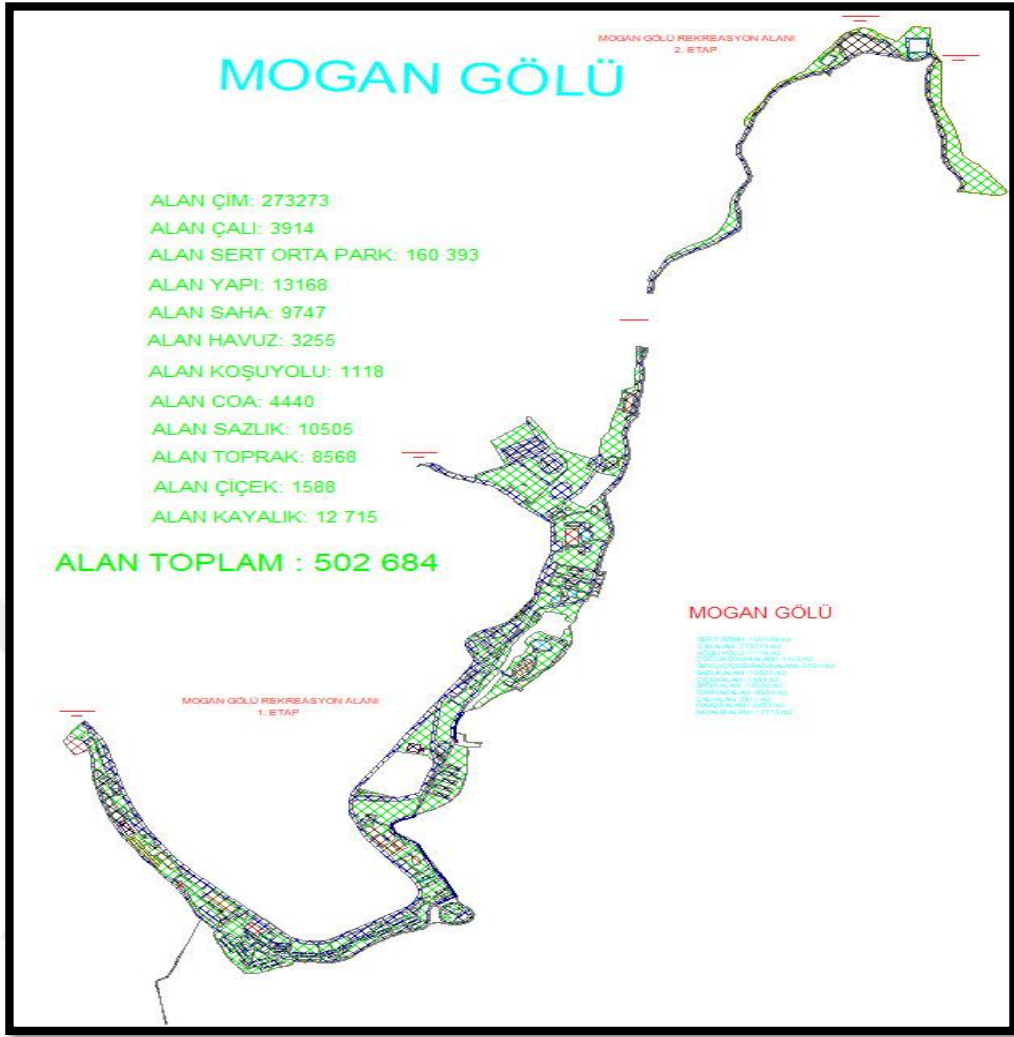 MOGAN GÖLÜ REKREASYON ALANI
2. ETAP
MOGAN GÖLÜ
ALAN ÇİM: 273273
ALAN ÇALI: 3914
ALAN SERT ORTA PARK: 160 393
ALAN YAPI: 13168
ALAN SAHA: 9747
ALAN HAVUZ: 3255
ALAN KOŞUYOLU: 1118
ALAN COA: 4440
ALAN SAZLIK: 10505
ALAN TOPRAK: 8568
ALAN ÇİÇEK: 1588
ALAN KAYALIK: 12 715
ALAN TOPLAM : 502 684
MOGAN GÖLÜ
MOGAN GÖLÜ REKREASYON ALANI
1. ETAP